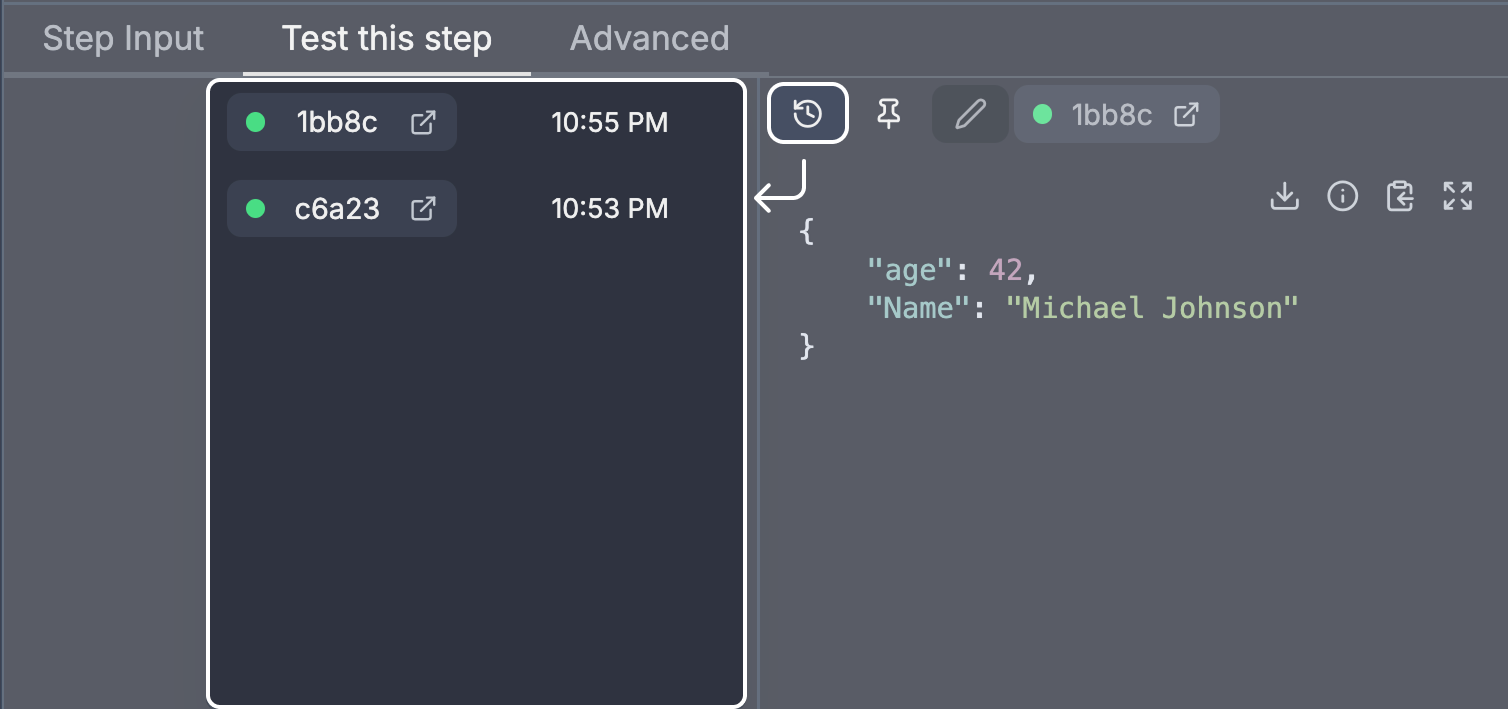 Step Input Test this step Advanced
1bb8c 10:55 PM
c6a23 10:53 PM
1bb8c
{
    "age": 42,
    "Name": "Michael Johnson"
}